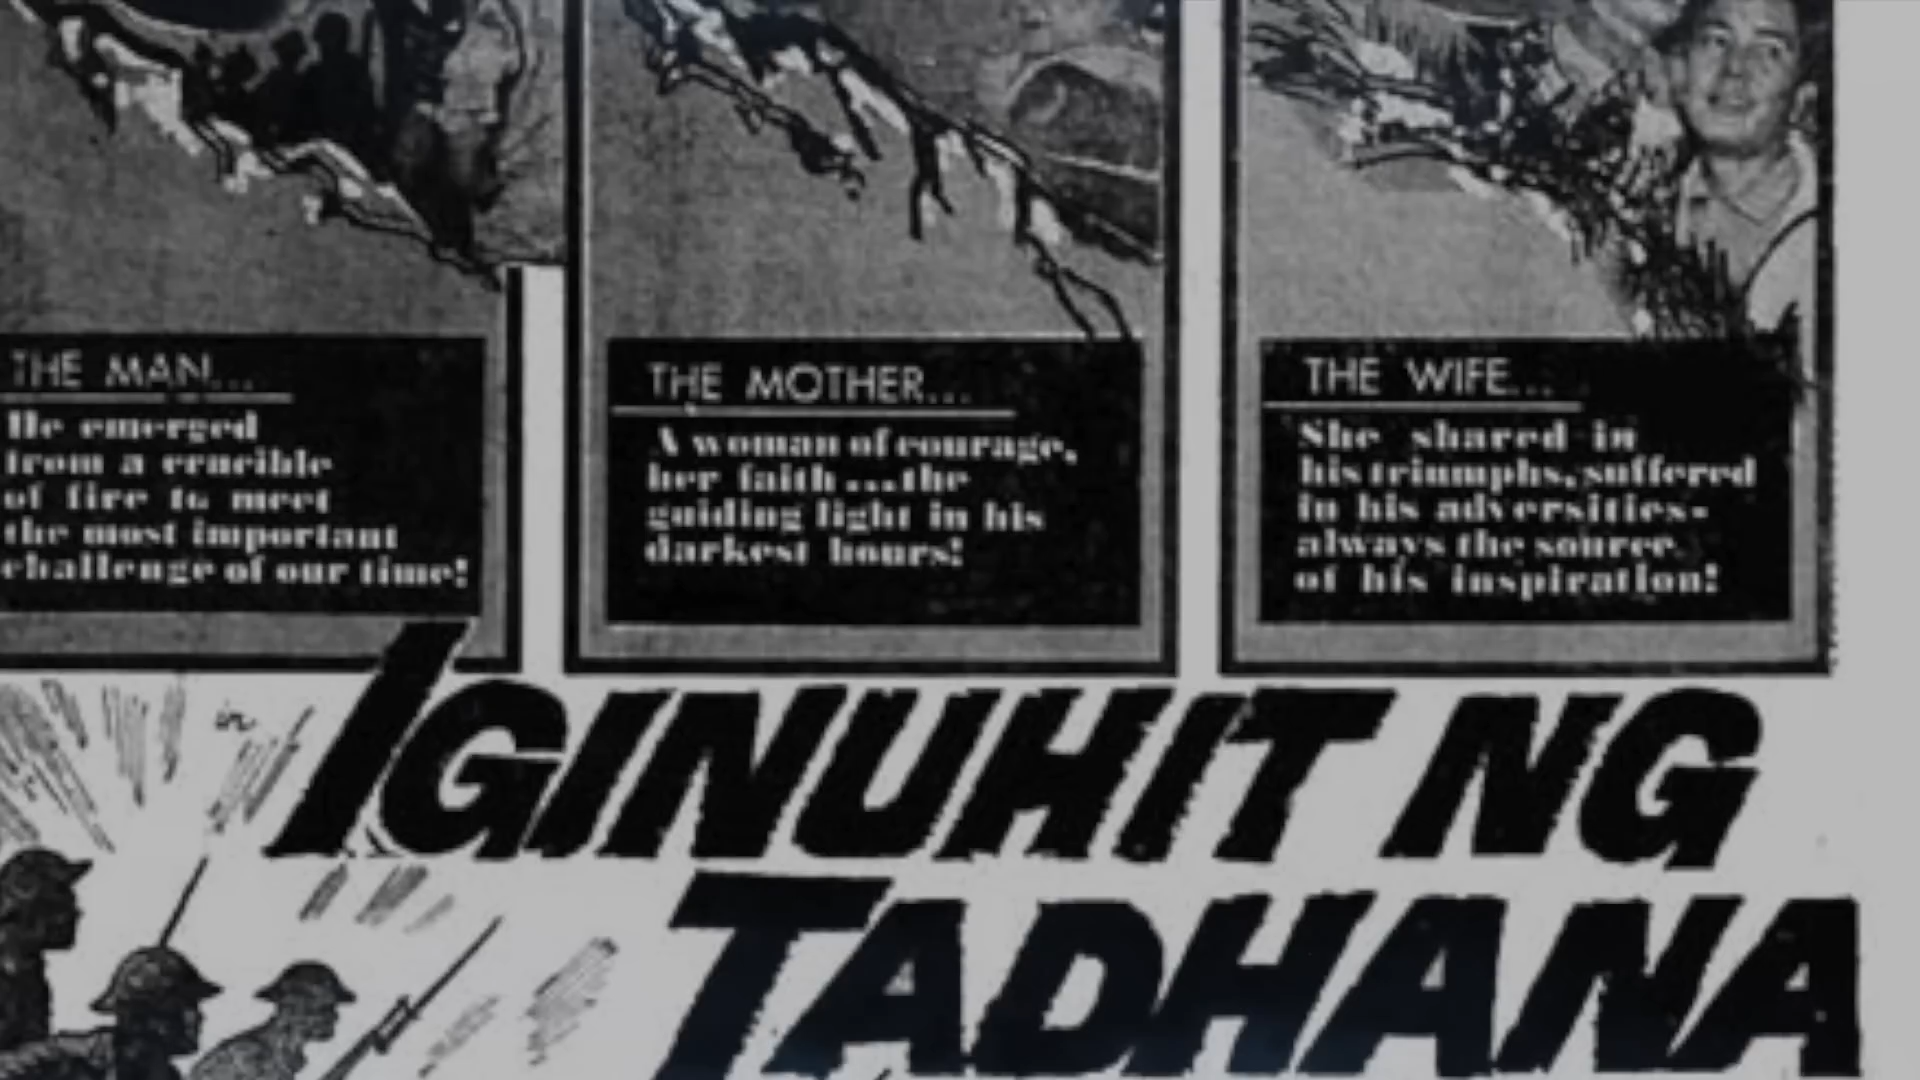 THE MAN...
He emerged
from a crucible
of fire to meet
the most important
challenge of our time!
THE MOTHER...
A woman of courage,
her faith...the
guiding light in his
darkest hours!
THE WIFE...
She shared in
his triumphs, suffered
in his adversities-
always the source
of his inspiration!
in
IGINUHIT NG
TADHANA